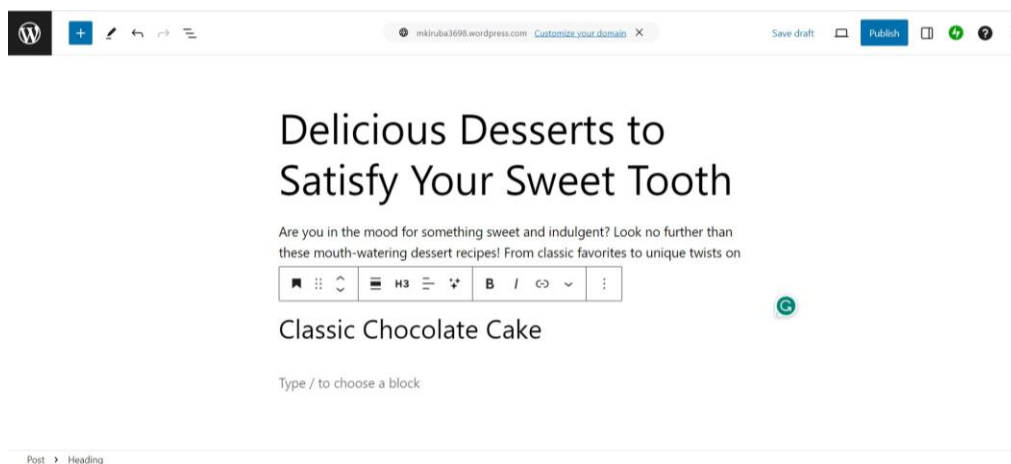 mkiruba3698.wordpress.com Customize your domain
Save draft
Publish
Delicious Desserts to
Satisfy Your Sweet Tooth
Are you in the mood for something sweet and indulgent? Look no further than
these mouth-watering dessert recipes! From classic favorites to unique twists on
H3 B I
Classic Chocolate Cake
Type / to choose a block
Post > Heading